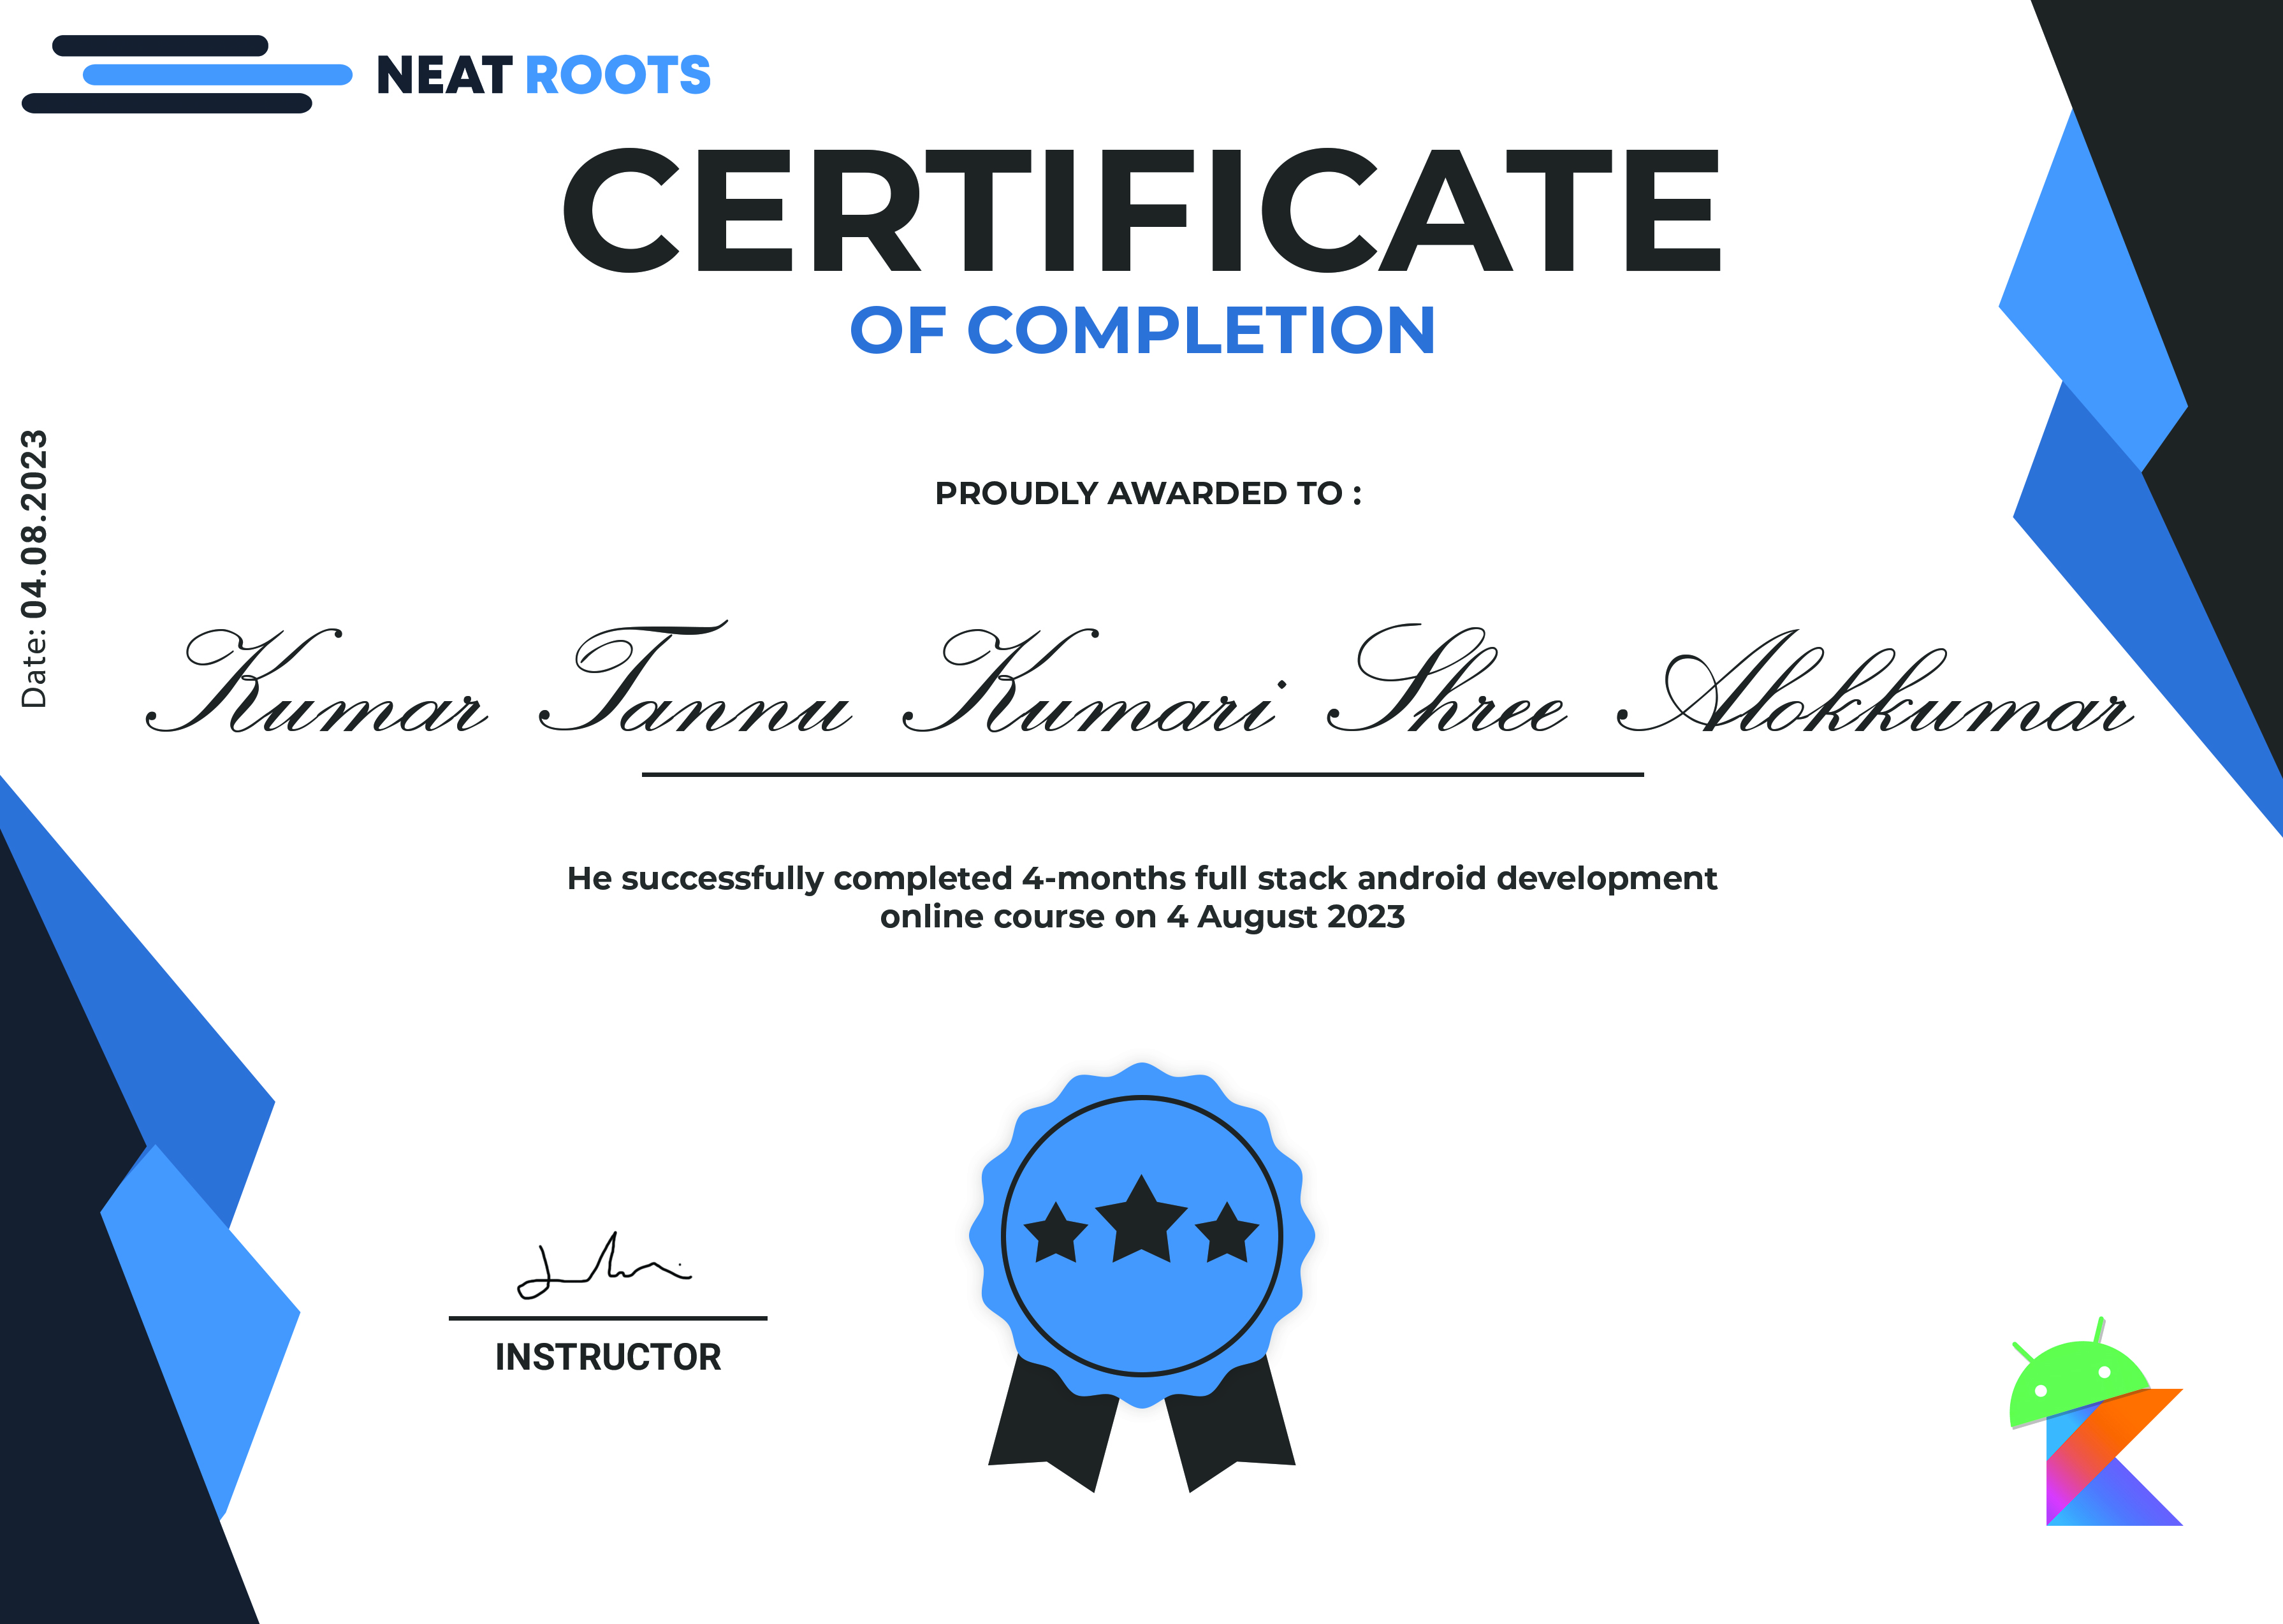 NEAT ROOTS
CERTIFICATE
OF COMPLETION
Date: 04.08.2023
PROUDLY AWARDED TO :
Kumar Tannu Kumari Shree Alokkumar
He successfully completed 4-months full stack android development
online course on 4 August 2023
INSTRUCTOR